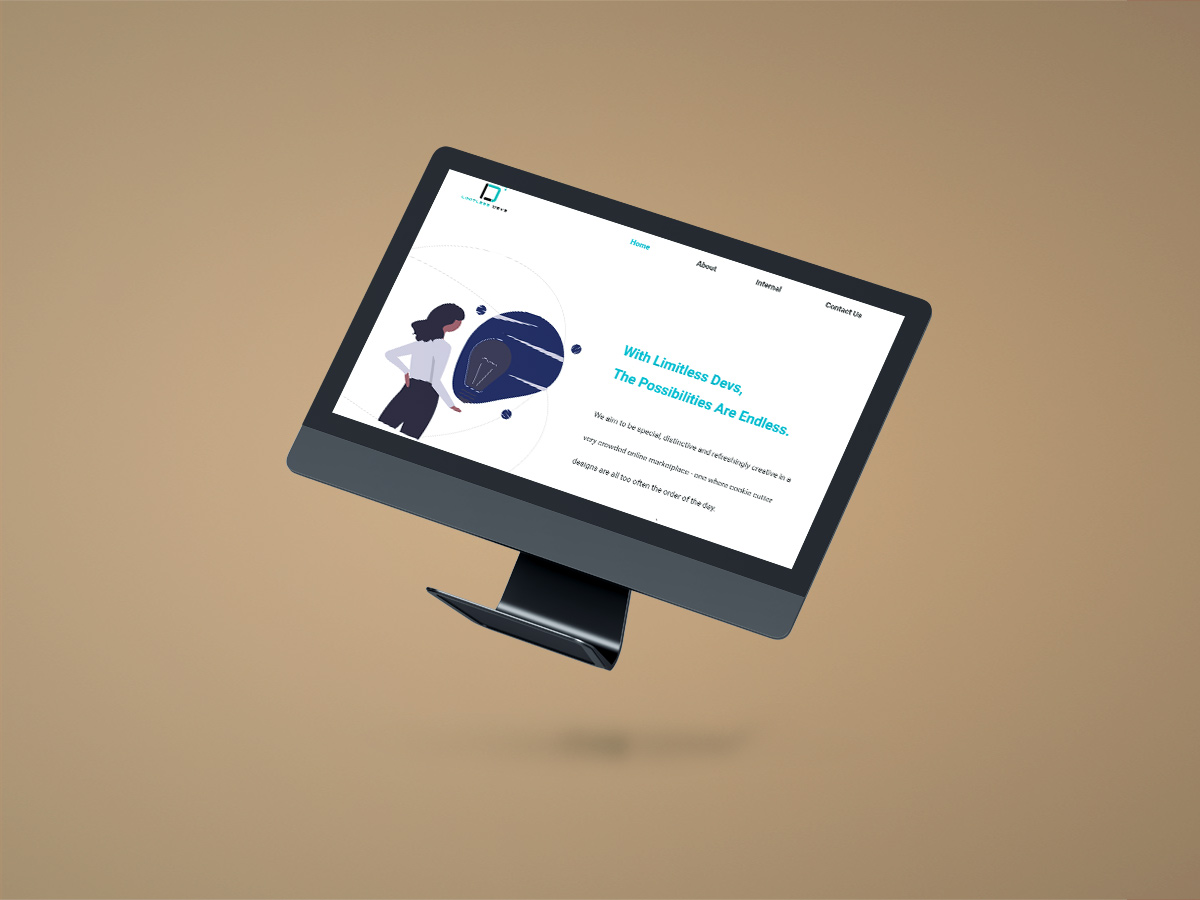 LIMITLESS DEVS
Home
About
Internal
Contact Us
With Limitless Devs,
The Possibilities Are Endless.
We aim to be special, distinctive and refreshingly creative in a
very crowded online marketplace - one where cookie cutter
designs are all too often the order of the day.